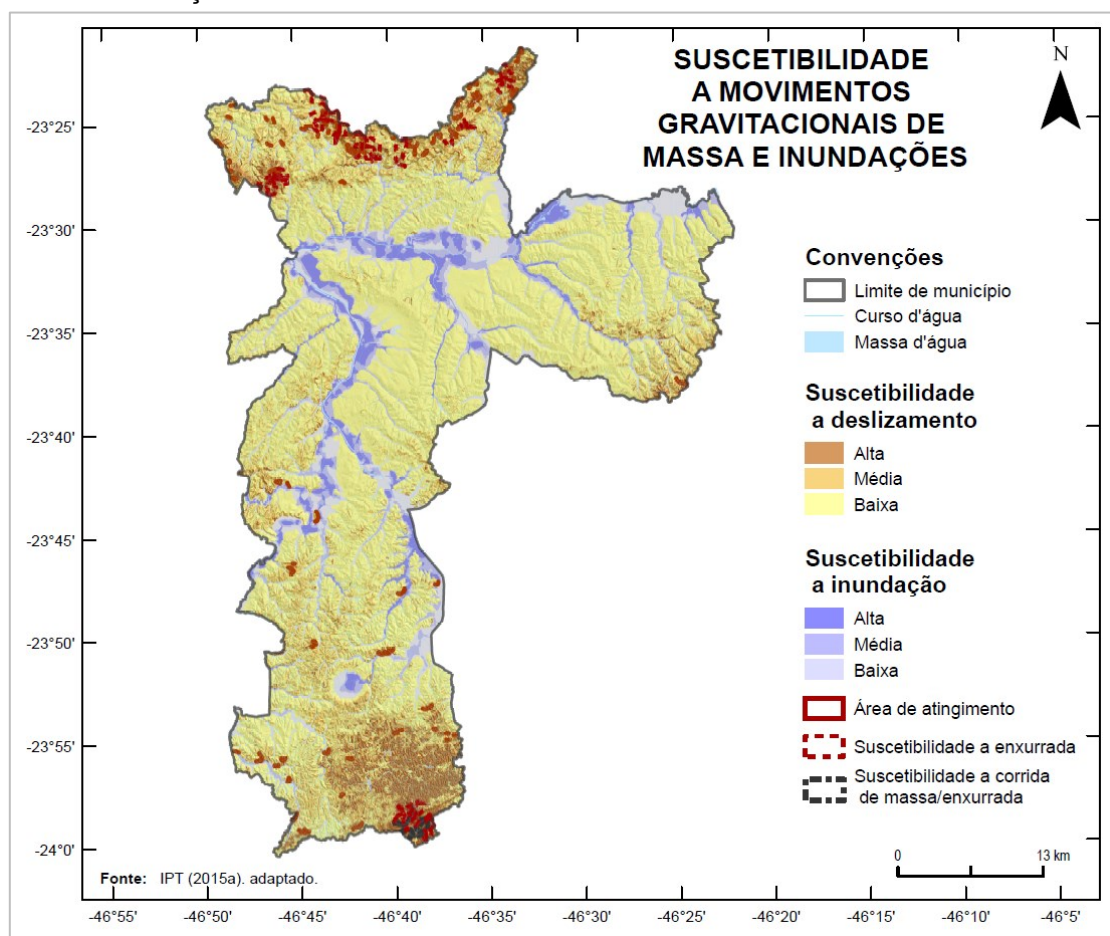 SUSCETIBILIDADE
A MOVIMENTOS
GRAVITACIONAIS DE
MASSA E INUNDAÇÕES
N
-23°25'
-23°30'
-23°35'
-23°40'
-23°45'
-23°50'
-23°55'
-24°0'
Convenções
Limite de município
Curso d'água
Massa d'água
Suscetibilidade
a deslizamento
Alta
Média
Baixa
Suscetibilidade
a inundação
Alta
Média
Baixa
Área de atingimento
Suscetibilidade a enxurrada
Suscetibilidade a corrida
de massa/enxurrada
0 13 km
Fonte: IPT (2015a). adaptado.
-46°55' -46°50' -46°45' -46°40' -46°35' -46°30' -46°25' -46°20' -46°15' -46°10' -46°5'